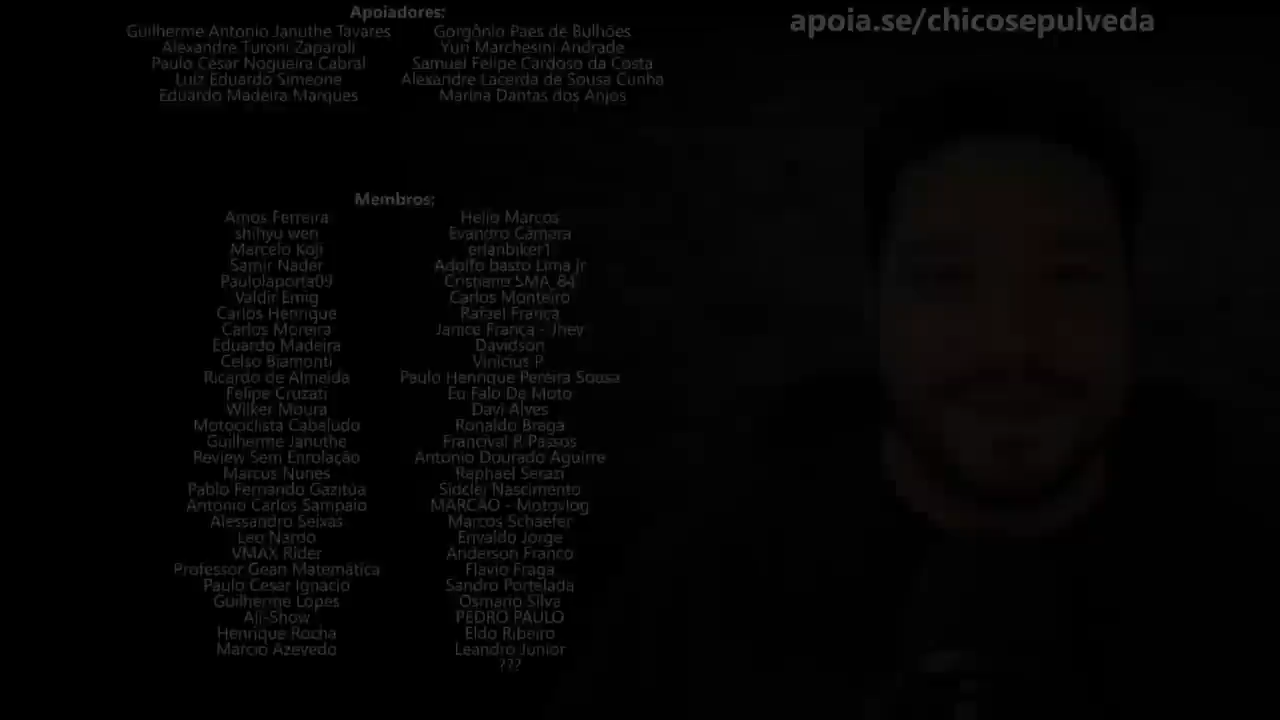 Apoiadores:
Guilherme Antonio Januthe Tavares
Alexandre Turoni Zaparoli
Paulo César Nogueira Cabral
Luiz Eduardo Simeone
Eduardo Madeira Marques
Gorgônio Paes de Bulhões
Yuri Marchesini Andrade
Samuel Felipe Cardoso da Costa
Alexandre Lacerda de Sousa Cunha
Marina Dantas dos Anjos
apoia.se/chicosepulveda
Membros:
Amos Ferreira
shihyu wen
Marcelo Koji
Samir Nader
Paulolaporta09
Valdir Emig
Carlos Henrique
Carlos Moreira
Eduardo Madeira
Celso Biamonti
Ricardo de Almeida
Felipe Cruzati
Wilker Moura
Motociclista Cabeludo
Guilherme Januthe
Review Sem Enrolação
Marcus Nunes
Pablo Fernando Gazitúa
Antonio Carlos Sampaio
Alessandro Seixas
Leo Nardo
VMAX Rider
Professor Gean Matemática
Paulo Cesar Ignacio
Guilherme Lopes
Aji-Show
Henrique Rocha
Marcio Azevedo
Helio Marcos
Evandro Câmara
erlanbiker1
Adolfo basto Lima jr
Cristiano SMA_84
Carlos Monteiro
Rafael França
Janice França - Jhey
Davidson
Vinicius P
Paulo Henrique Pereira Sousa
Eu Falo De Moto
Davi Alves
Ronaldo Braga
Francival R Passos
Antonio Dourado Aguirre
Raphael Serazi
Sidclei Nascimento
MARCÃO - Motovlog
Marcos Schaefer
Erivaldo Jorge
Anderson Franco
Flavio Fraga
Sandro Portelada
Osmano Silva
PEDRO PAULO
Eldo Ribeiro
Leandro Junior
???